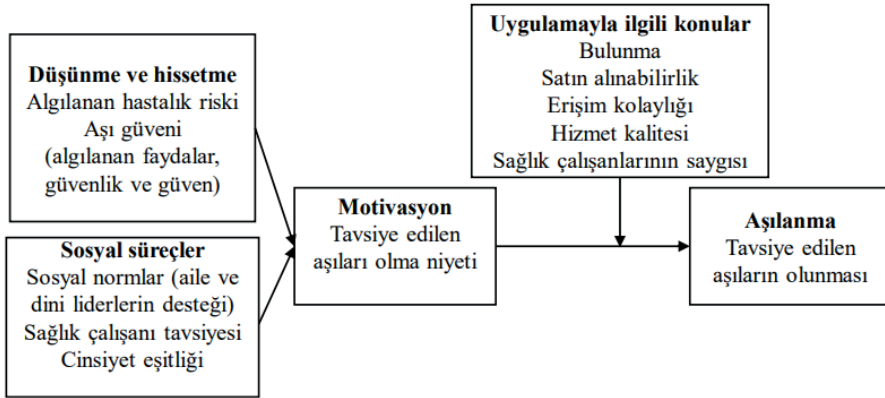 Düşünme ve hissetme
Algılanan hastalık riski
Aşı güveni
(algılanan faydalar,
güvenlik ve güven)
Sosyal süreçler
Sosyal normlar (aile ve
dini liderlerin desteği)
Sağlık çalışanı tavsiyesi
Cinsiyet eşitliği
Motivasyon
Tavsiye edilen
aşıları olma niyeti
Uygulamayla ilgili konular
Bulunma
Satın alınabilirlik
Erişim kolaylığı
Hizmet kalitesi
Sağlık çalışanlarının saygısı
Aşılanma
Tavsiye edilen
aşıların olunması